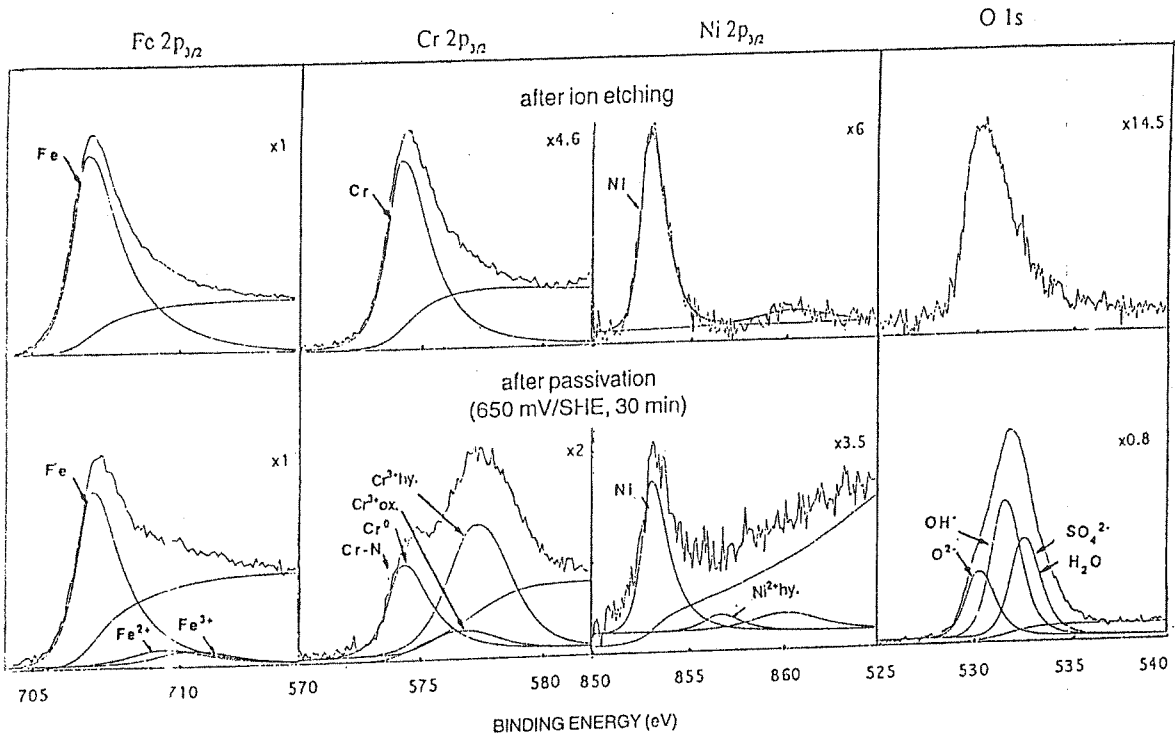 Fe 2p3/2 Cr 2p3/2 Ni 2p3/2 O 1s
after ion etching
x1 x4.6 x6 x14.5
Fe
Cr
Ni
after passivation
(650 mV/SHE, 30 min)
x1 x2 x3.5 x0.8
Fe
Fe2+
Fe3+
Cr3+hy.
Cr3+ox.
Cr0
Cr-N
Ni
Ni2+hy.
OH-
O2-
SO42-
H2O
705 710 570 575 580 850 855 860 525 530 535 540
BINDING ENERGY (eV)